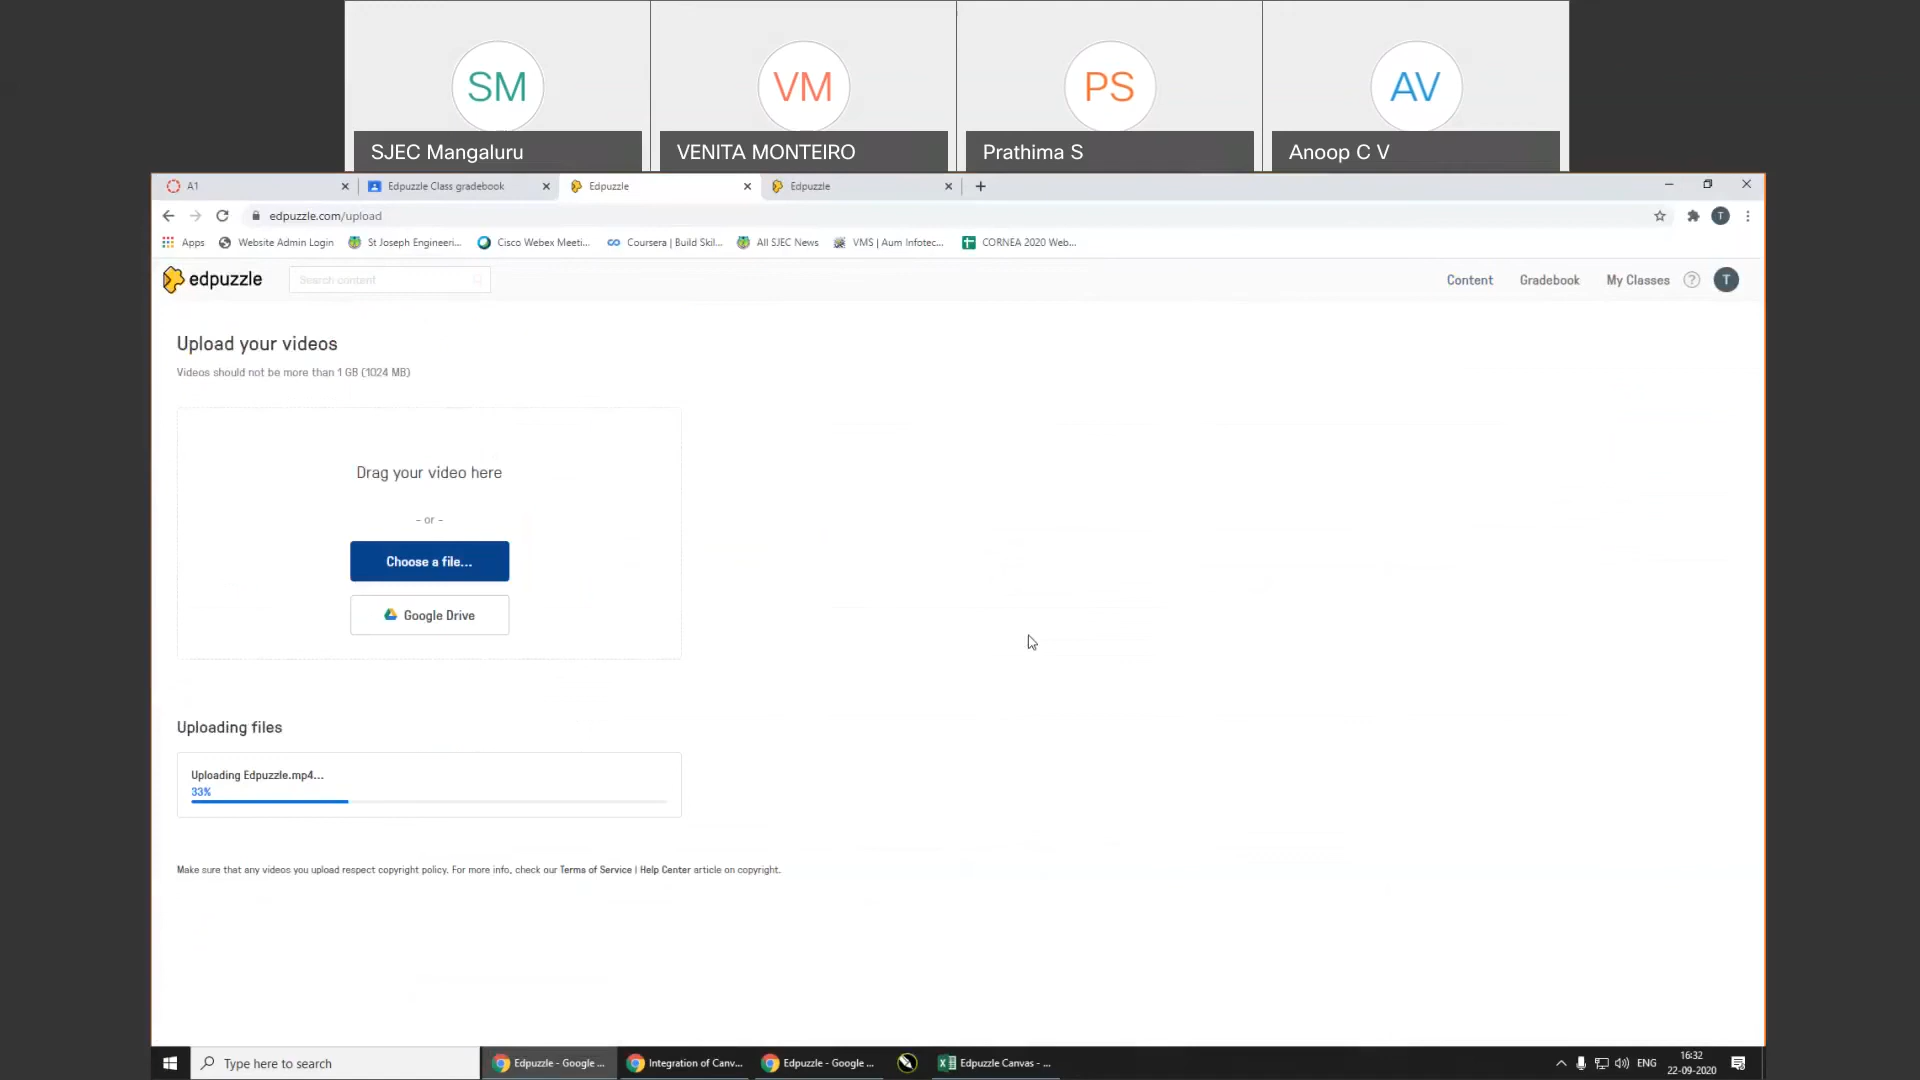 SM VM PS AV
SJEC Mangaluru VENITA MONTEIRO Prathima S Anoop C V
A1 Edpuzzle Class gradebook Edpuzzle Edpuzzle
edpuzzle.com/upload T
Apps Website Admin Login St Joseph Engineeri... Cisco Webex Meeti... Coursera | Build Skil... All SJEC News VMS | Aum Infotec... CORNEA 2020 Web...
edpuzzle Search content Content Gradebook My Classes ? T
Upload your videos
Videos should not be more than 1 GB (1024 MB)
Drag your video here
- or -
Choose a file...
Google Drive
Uploading files
Uploading Edpuzzle.mp4...
33%
Make sure that any videos you upload respect copyright policy. For more info, check our Terms of Service | Help Center article on copyright.
Type here to search Edpuzzle - Google ... Integration of Canv... Edpuzzle - Google ... Edpuzzle Canvas - ... ENG 16:32
22-09-2020